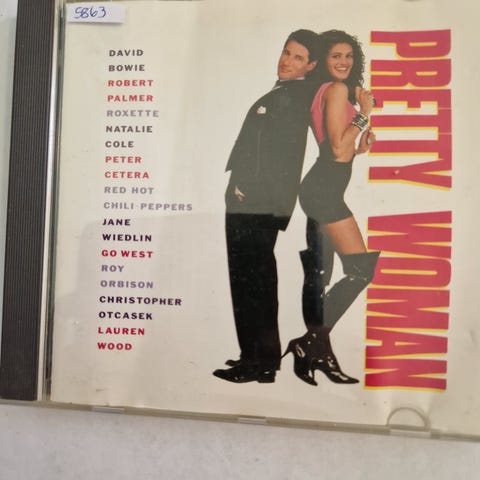 5863
DAVID
BOWIE
ROBERT
PALMER
ROXETTE
NATALIE
COLE
PETER
CETERA
RED HOT
CHILI PEPPERS
JANE
WIEDLIN
GO WEST
ROY
ORBISON
CHRISTOPHER
OTCASEK
LAUREN
WOOD
PRETTY WOMAN